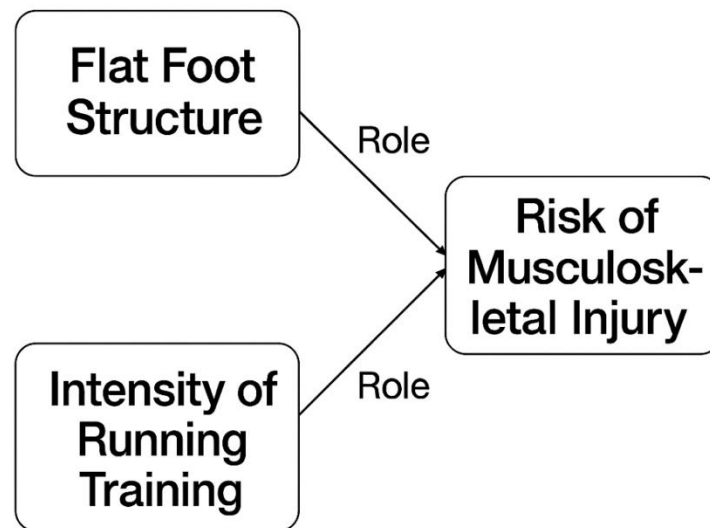 Flat Foot
Structure
Role
Risk of
Musculosk-
letal Injury
Role
Intensity of
Running
Training